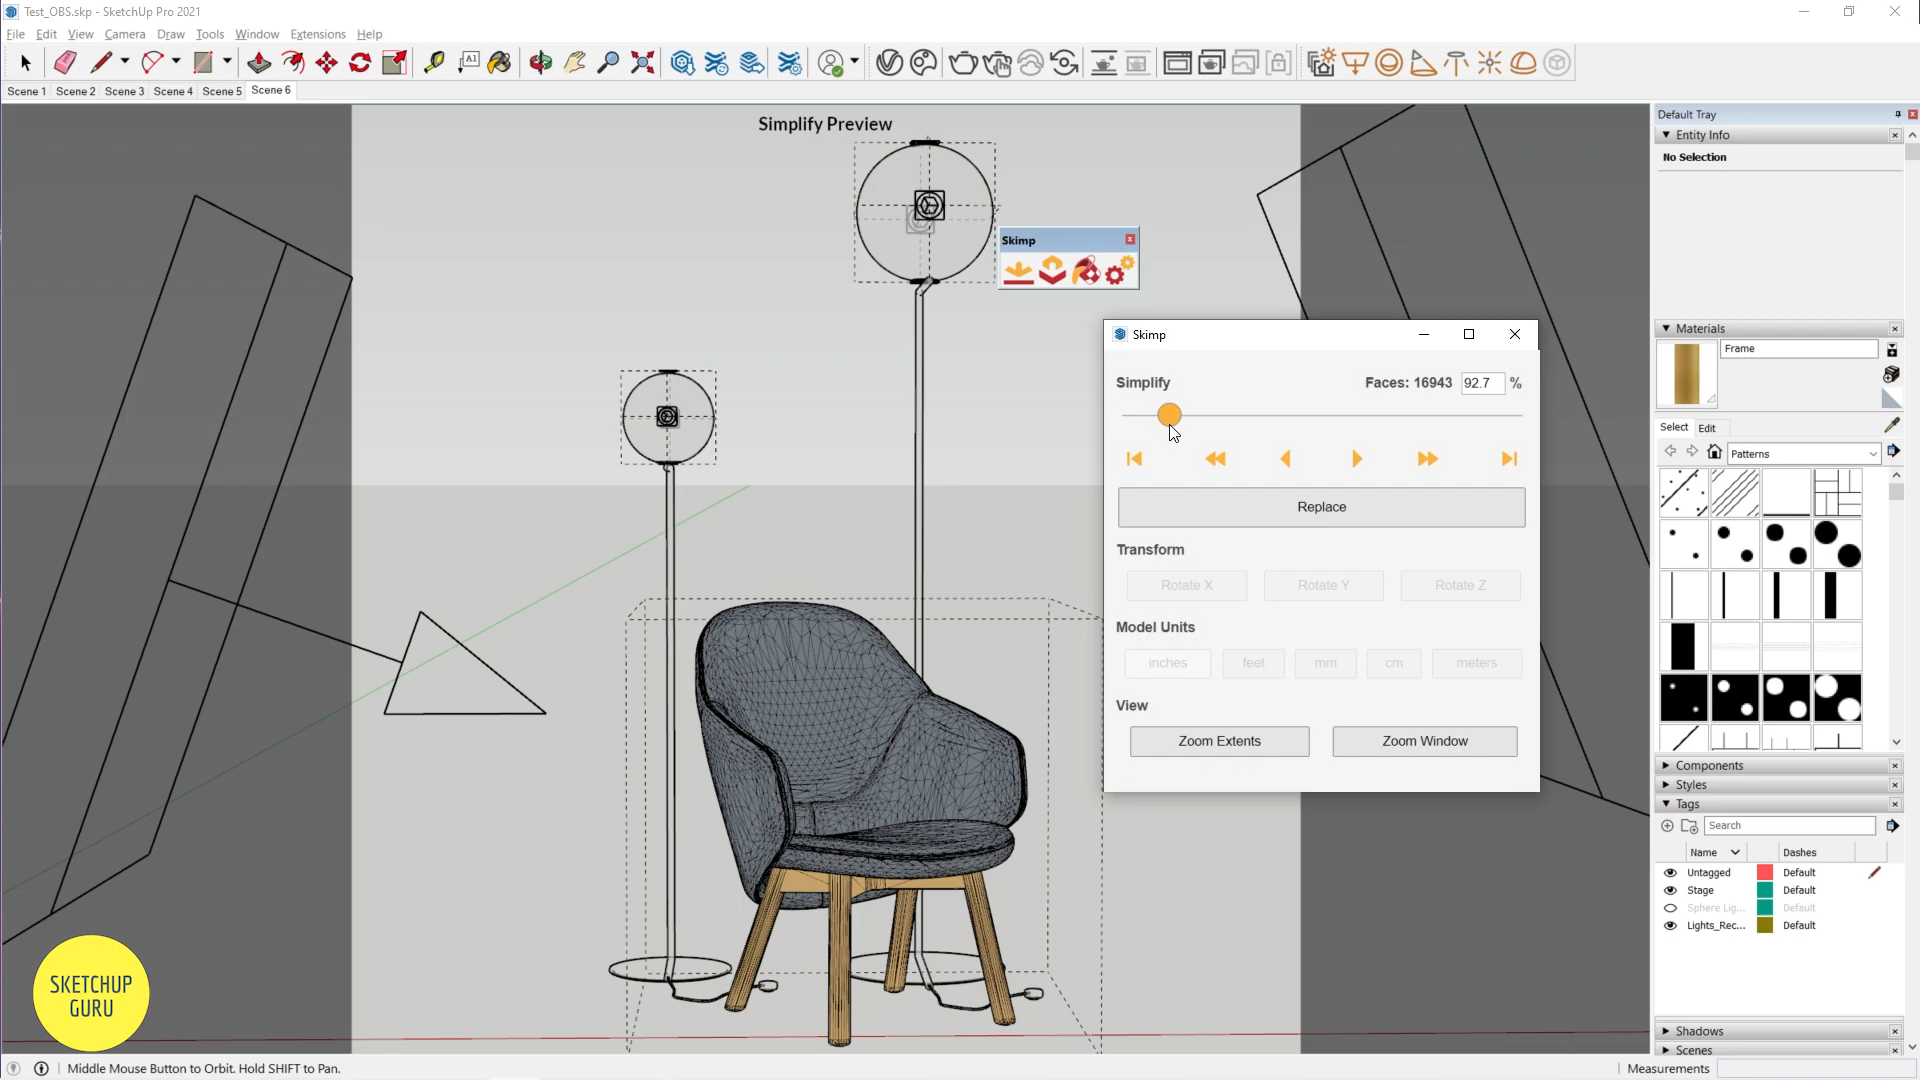 Test_OBS.skp - SketchUp Pro 2021
File Edit View Camera Draw Tools Window Extensions Help
A1
Scene 1 Scene 2 Scene 3 Scene 4 Scene 5 Scene 6
Simplify Preview
Skimp
Skimp
Simplify Faces: 16943 92.7 %
Replace
Transform
Rotate X Rotate Y Rotate Z
Model Units
inches feet mm cm meters
View
Zoom Extents Zoom Window
Default Tray
Entity Info
No Selection
Materials
Frame
Select Edit
Patterns
Components
Styles
Tags
Search
Name Dashes
Untagged Default
Stage Default
Sphere Lig... Default
Lights_Rec... Default
Shadows
Scenes
SKETCHUP
GURU
Middle Mouse Button to Orbit. Hold SHIFT to Pan.
Measurements